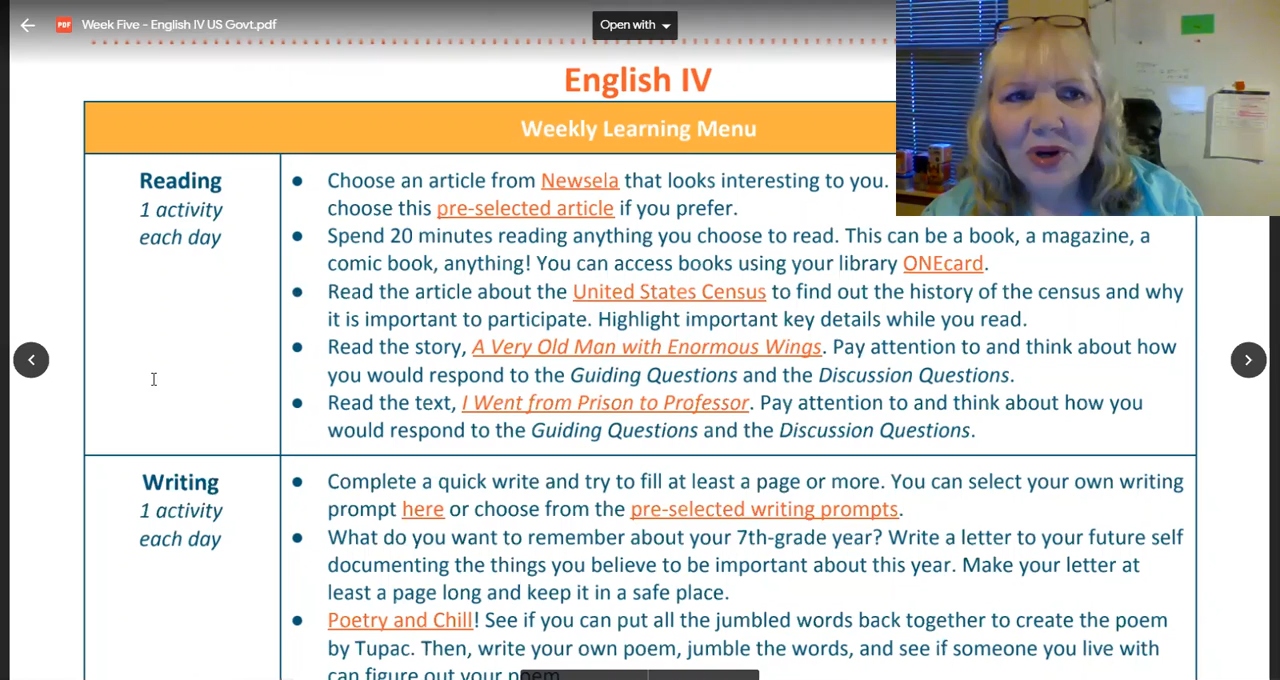 PDF Week Five - English IV US Govt.pdf
Open with
English IV
Weekly Learning Menu
Reading
1 activity
each day
● Choose an article from Newsela that looks interesting to you.
choose this pre-selected article if you prefer.
● Spend 20 minutes reading anything you choose to read. This can be a book, a magazine, a
comic book, anything! You can access books using your library ONEcard.
● Read the article about the United States Census to find out the history of the census and why
it is important to participate. Highlight important key details while you read.
● Read the story, A Very Old Man with Enormous Wings. Pay attention to and think about how
you would respond to the Guiding Questions and the Discussion Questions.
● Read the text, I Went from Prison to Professor. Pay attention to and think about how you
would respond to the Guiding Questions and the Discussion Questions.
Writing
1 activity
each day
● Complete a quick write and try to fill at least a page or more. You can select your own writing
prompt here or choose from the pre-selected writing prompts.
● What do you want to remember about your 7th-grade year? Write a letter to your future self
documenting the things you believe to be important about this year. Make your letter at
least a page long and keep it in a safe place.
● Poetry and Chill! See if you can put all the jumbled words back together to create the poem
by Tupac. Then, write your own poem, jumble the words, and see if someone you live with
can figure out your poem